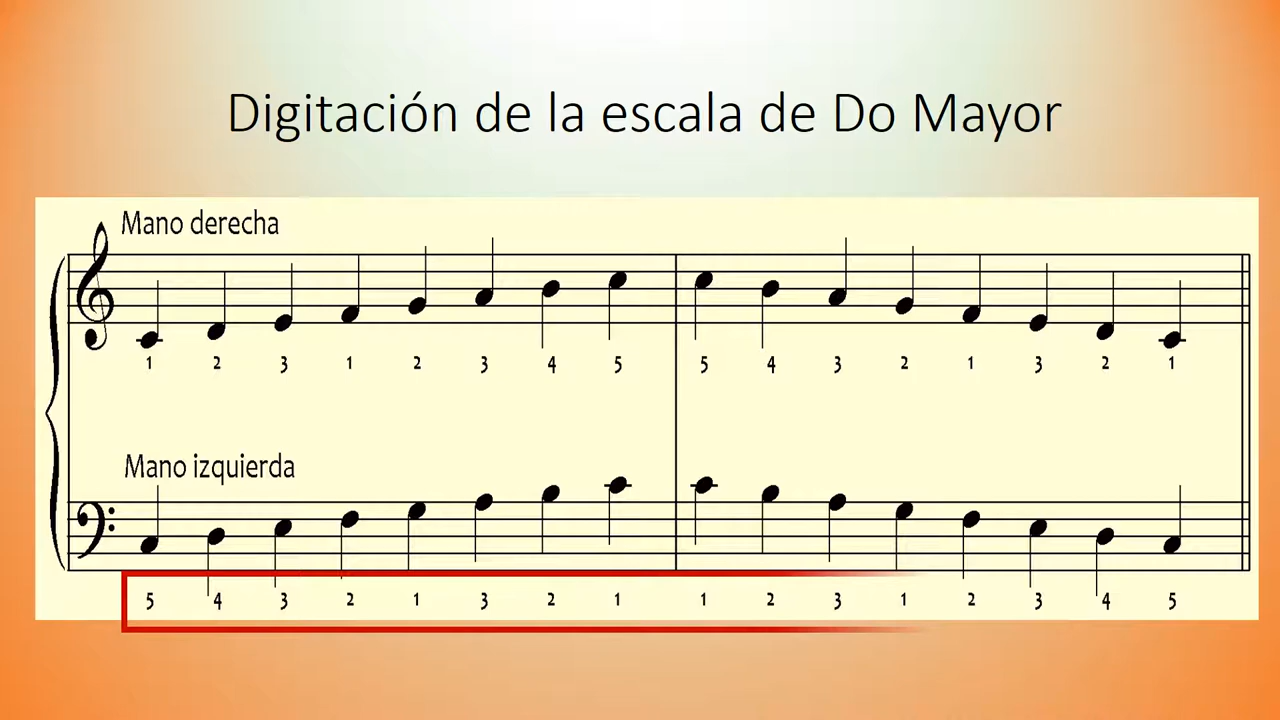 Digitación de la escala de Do Mayor
Mano derecha
1 2 3 1 2 3 4 5 5 4 3 2 1 3 2 1
Mano izquierda
5 4 3 2 1 3 2 1 1 2 3 1 2 3 4 5